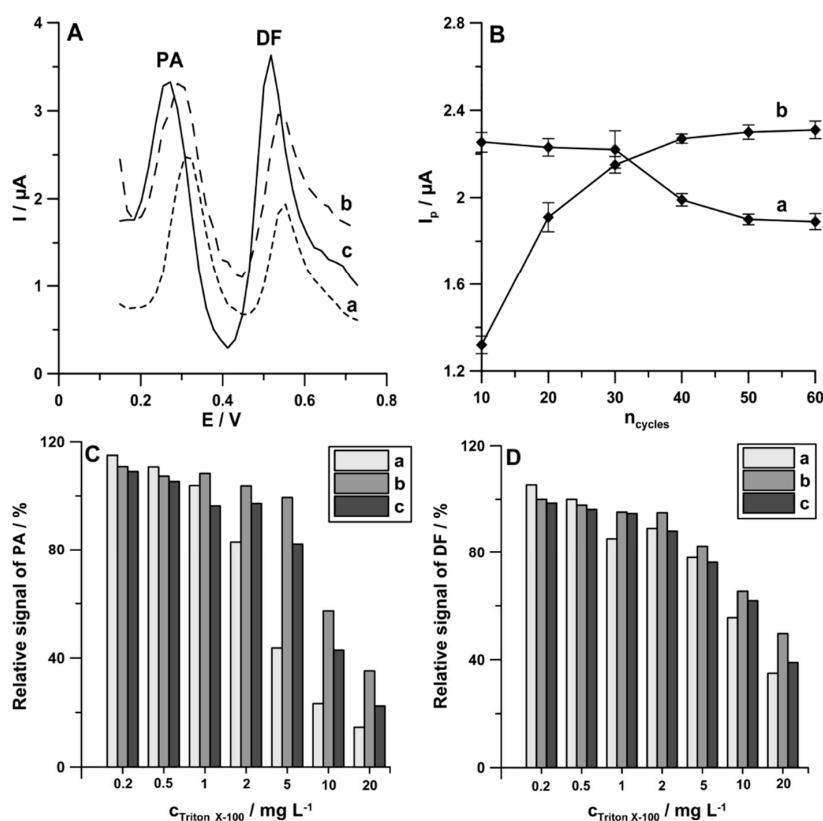 A
PA
DF
I / µA
4
3
2
1
0
b
c
a
0
0.2
0.4
0.6
0.8
E / V
B
Ip / µA
2.8
2.4
2
1.6
1.2
b
a
10
20
30
40
50
60
ncycles
C
Relative signal of PA / %
120
80
40
0
a
b
c
0.2
0.5
1
2
5
10
20
cTriton X-100 / mg L-1
D
Relative signal of DF / %
120
80
40
0
a
b
c
0.2
0.5
1
2
5
10
20
cTriton X-100 / mg L-1